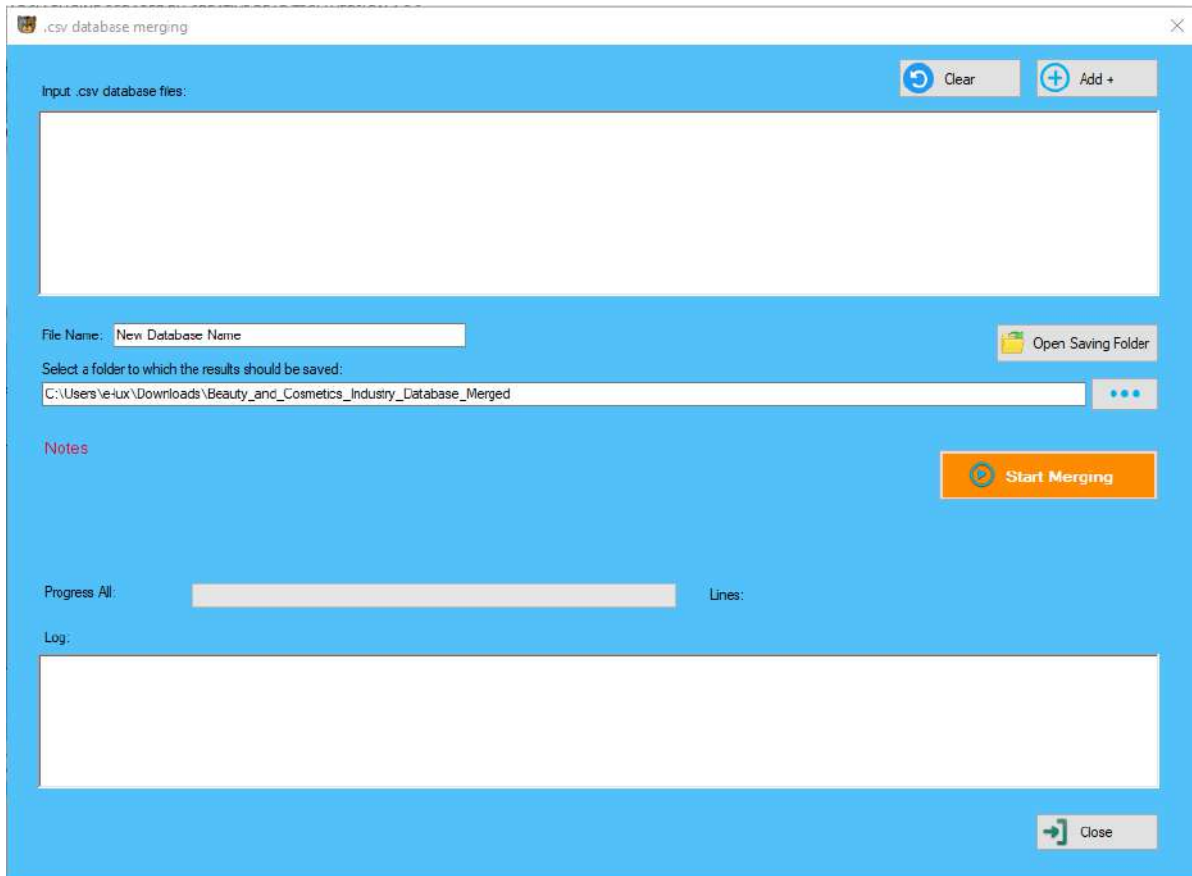 .csv database merging
Clear
Add +
Input .csv database files:
File Name:
New Database Name
Open Saving Folder
Select a folder to which the results should be saved:
C:\Users\e-lux\Downloads\Beauty_and_Cosmetics_Industry_Database_Merged
Notes
Start Merging
Progress All:
Lines:
Log:
Close